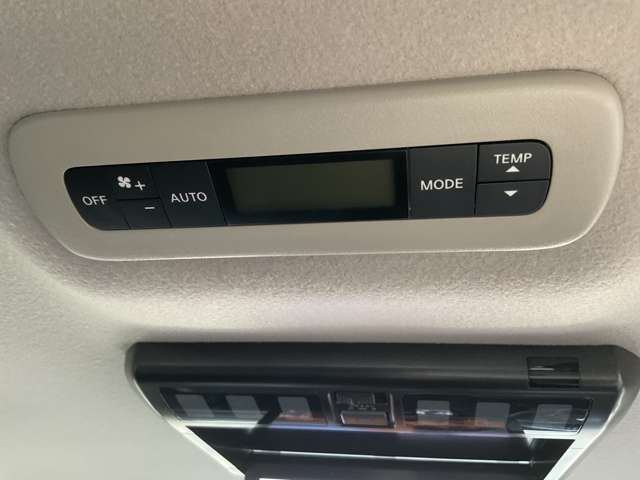 OFF + - AUTO MODE TEMP